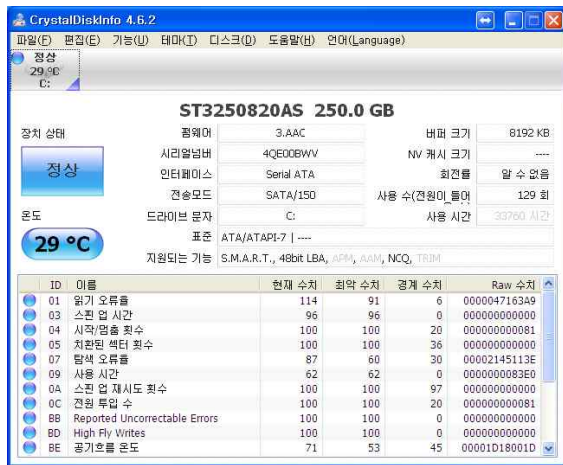 CrystalDiskInfo 4.6.2
파일(F) 편집(E) 기능(U) 테마(T) 디스크(D) 도움말(H) 언어(Language)
정상
29 °C
C:
ST3250820AS 250.0 GB
장치 상태
정상
온도
29 °C
펌웨어 3.AAC 버퍼 크기 8192 KB
시리얼넘버 4QE00BWV NV 캐시 크기 ----
인터페이스 Serial ATA 회전률 알 수 없음
전송모드 SATA/150 사용 수(전원이 들어 129 회
드라이브 문자 C: 사용 시간 33760 시간
표준 ATA/ATAPI-7 | ----
지원되는 기능 S.M.A.R.T., 48bit LBA, APM, AAM, NCQ, TRIM
ID 이름 현재 수치 최악 수치 경계 수치 Raw 수치
01 읽기 오류율 114 91 6 0000047163A9
03 스핀 업 시간 96 96 0 000000000000
04 시작/멈춤 횟수 100 100 20 000000000081
05 치환된 섹터 횟수 100 100 36 000000000000
07 탐색 오류율 87 60 30 00002145113E
09 사용 시간 62 62 0 0000000083E0
0A 스핀 업 재시도 횟수 100 100 97 000000000000
0C 전원 투입 수 100 100 20 000000000081
BB Reported Uncorrectable Errors 100 100 0 000000000000
BD High Fly Writes 100 100 0 000000000000
BE 공기흐름 온도 71 53 45 00001D18001D